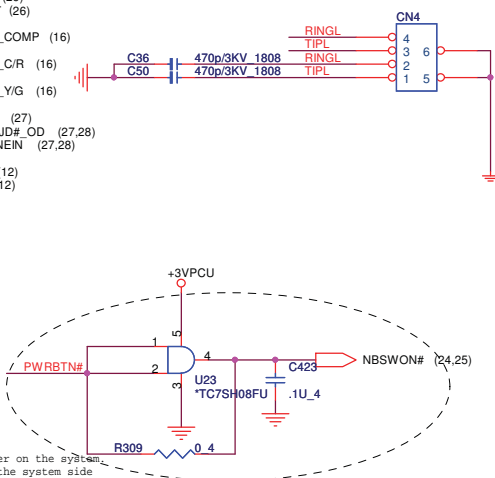 (26)
_COMP (16)
_C/R (16)
_Y/G (16)
(27)
JD#_OD (27,28)
NEIN (27,28)
12)
12)
CN4
RINGL
TIPL
RINGL
TIPL
4
3 6
2
1 5
C36 470p/3KV_1808
C50 470p/3KV_1808
+3VPCU
5
1
2
4
3
PWRBTN#
U23
*TC7SH08FU
C423
.1U_4
NBSWON# (24,25)
R309 0_4
er on the system.
the system side